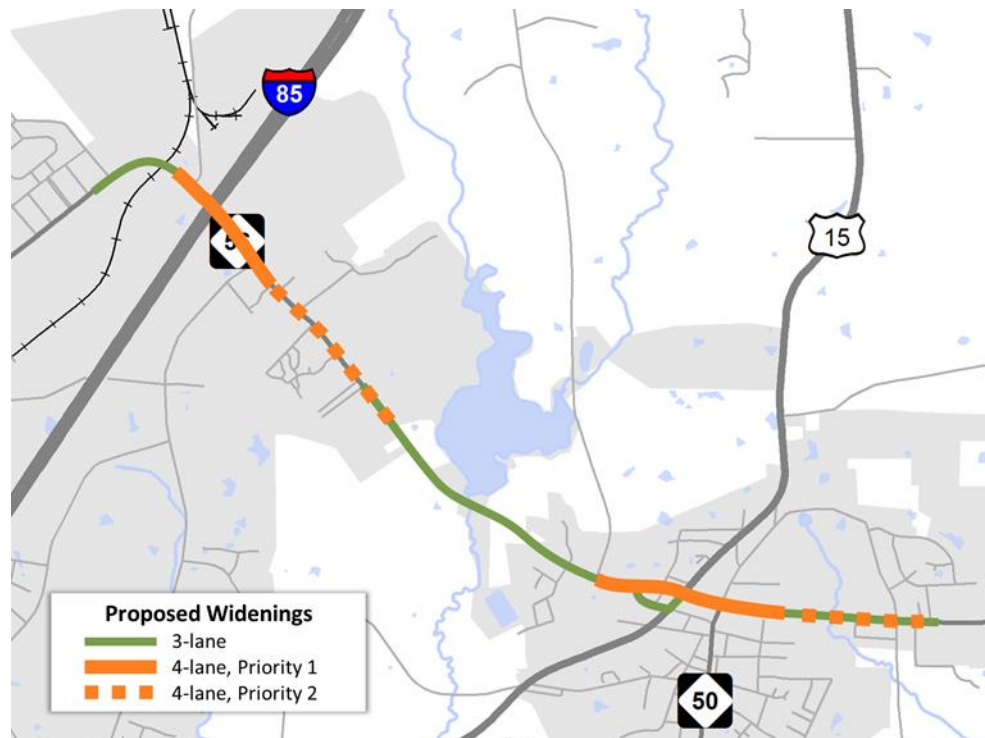 85
15
50
Proposed Widenings
3-lane
4-lane, Priority 1
4-lane, Priority 2